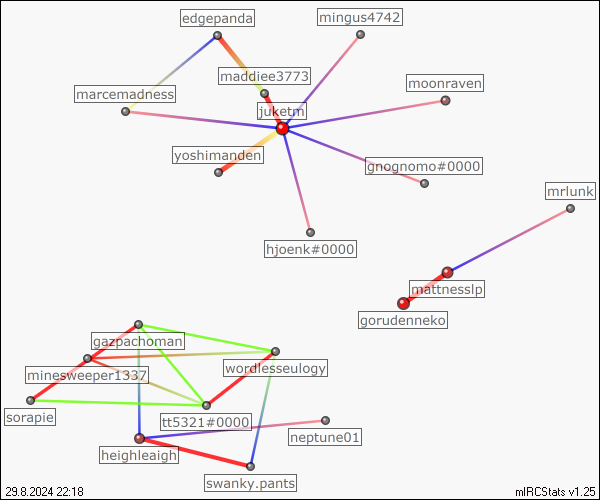 edgepanda
mingus4742
maddiee3773
moonraven
marcemadness
juketm
yoshimanden
gnognomo#0000
mrlunk
hjoenk#0000
mattnesslp
gorudenneko
gazpachoman
wordlesseulogy
minesweeper1337
sorapie
tt5321#0000
neptune01
heighleaigh
swanky.pants
29.8.2024 22:18
mIRCStats v1.25